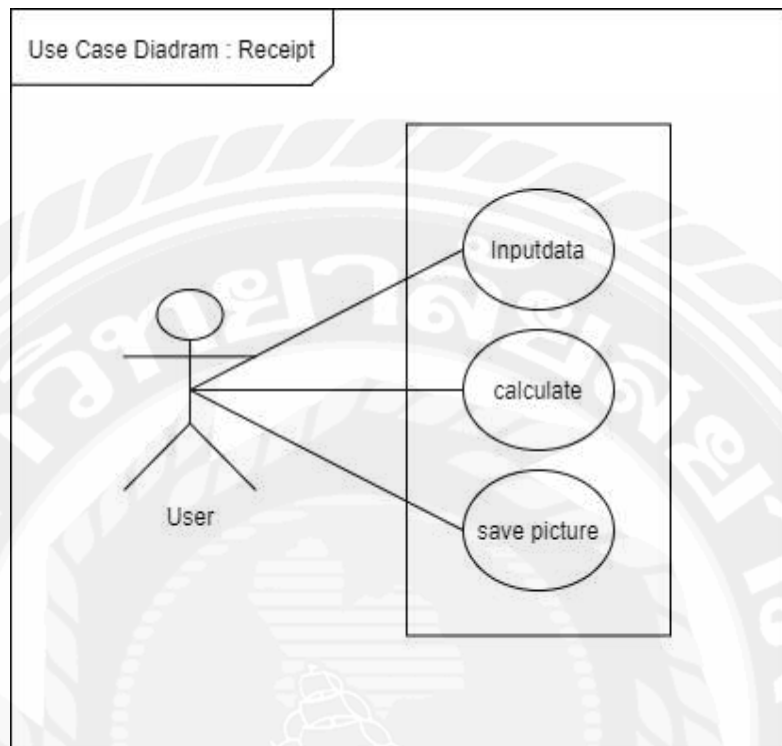 Use Case Diadram : Receipt
Inputdata
calculate
User
save picture